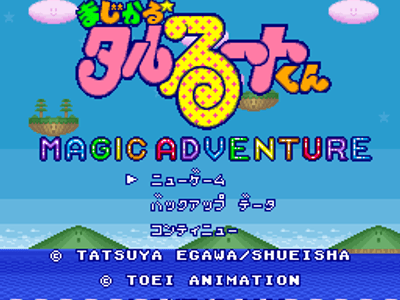 まじかる★
タルるートくん
MAGIC ADVENTURE
▶ ニューゲーム
バックアップ データ
コンティニュー
© TATSUYA EGAWA/SHUEISHA
© TOEI ANIMATION